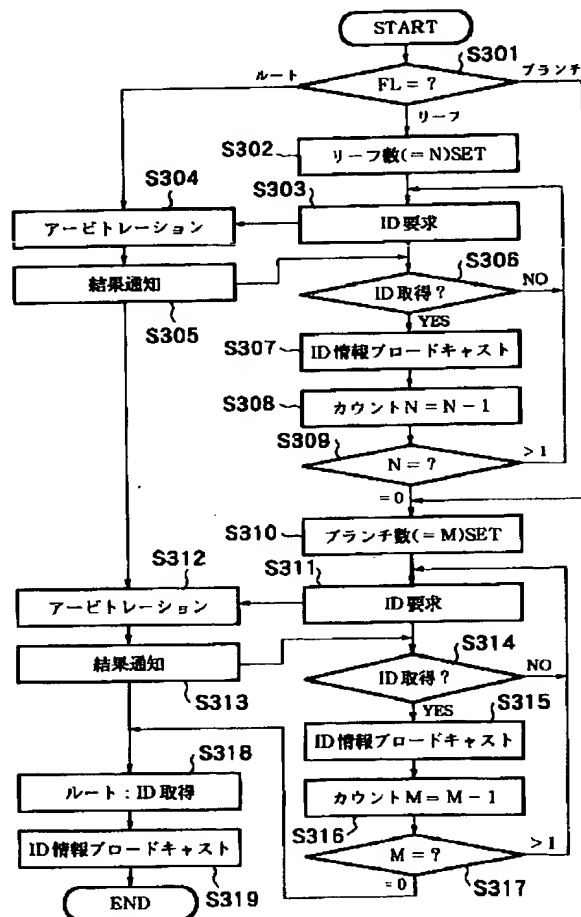 START
S301
ルート
ブランチ
FL = ?
リーフ
S302
リーフ数(=N)SET
S304
S303
アービトレーション
ID要求
S306
結果通知
ID取得?
NO
S305
YES
S307
ID情報ブロードキャスト
S308
カウントN=N-1
S309
N=?
>1
=0
S310
ブランチ数(=M)SET
S312
S311
アービトレーション
ID要求
S314
結果通知
ID取得?
NO
S313
YES
S315
ID情報ブロードキャスト
S318
ルート:ID取得
カウントM=M-1
S316
ID情報ブロードキャスト
M=?
>1
S319
=0
S317
END